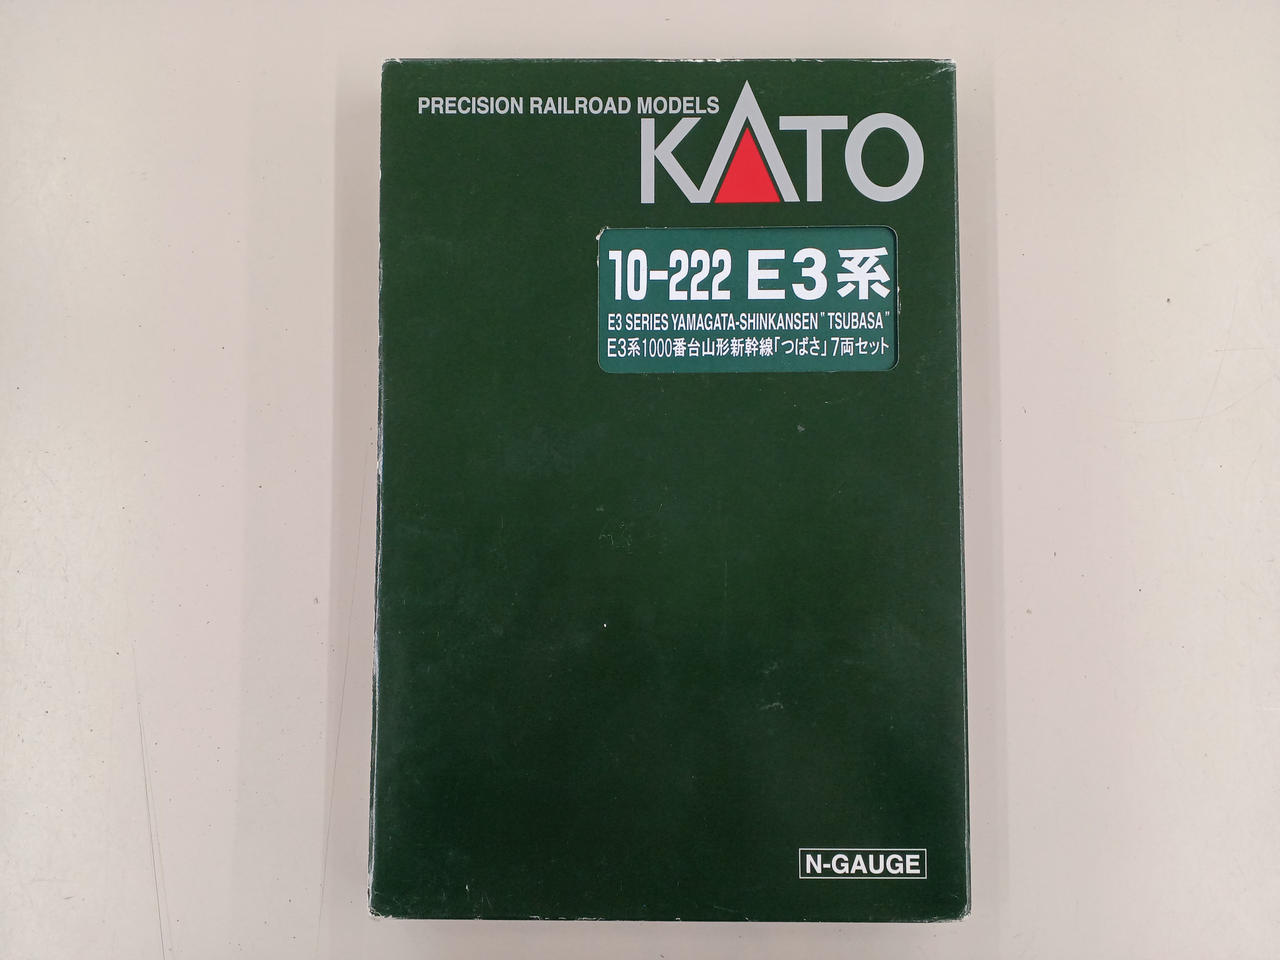 PRECISION RAILROAD MODELS
KATO
10-222 E3系
E3 SERIES YAMAGATA-SHINKANSEN "TSUBASA"
E3系1000番台山形新幹線「つばさ」7両セット
N-GAUGE